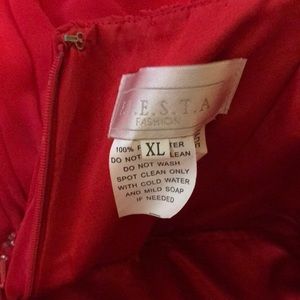 .E.S.T.A
FASHION
XL
100%
DO NOT CLEAN
DO NOT WASH
SPOT CLEAN ONLY
WITH COLD WATER
AND MILD SOAP
IF NEEDED